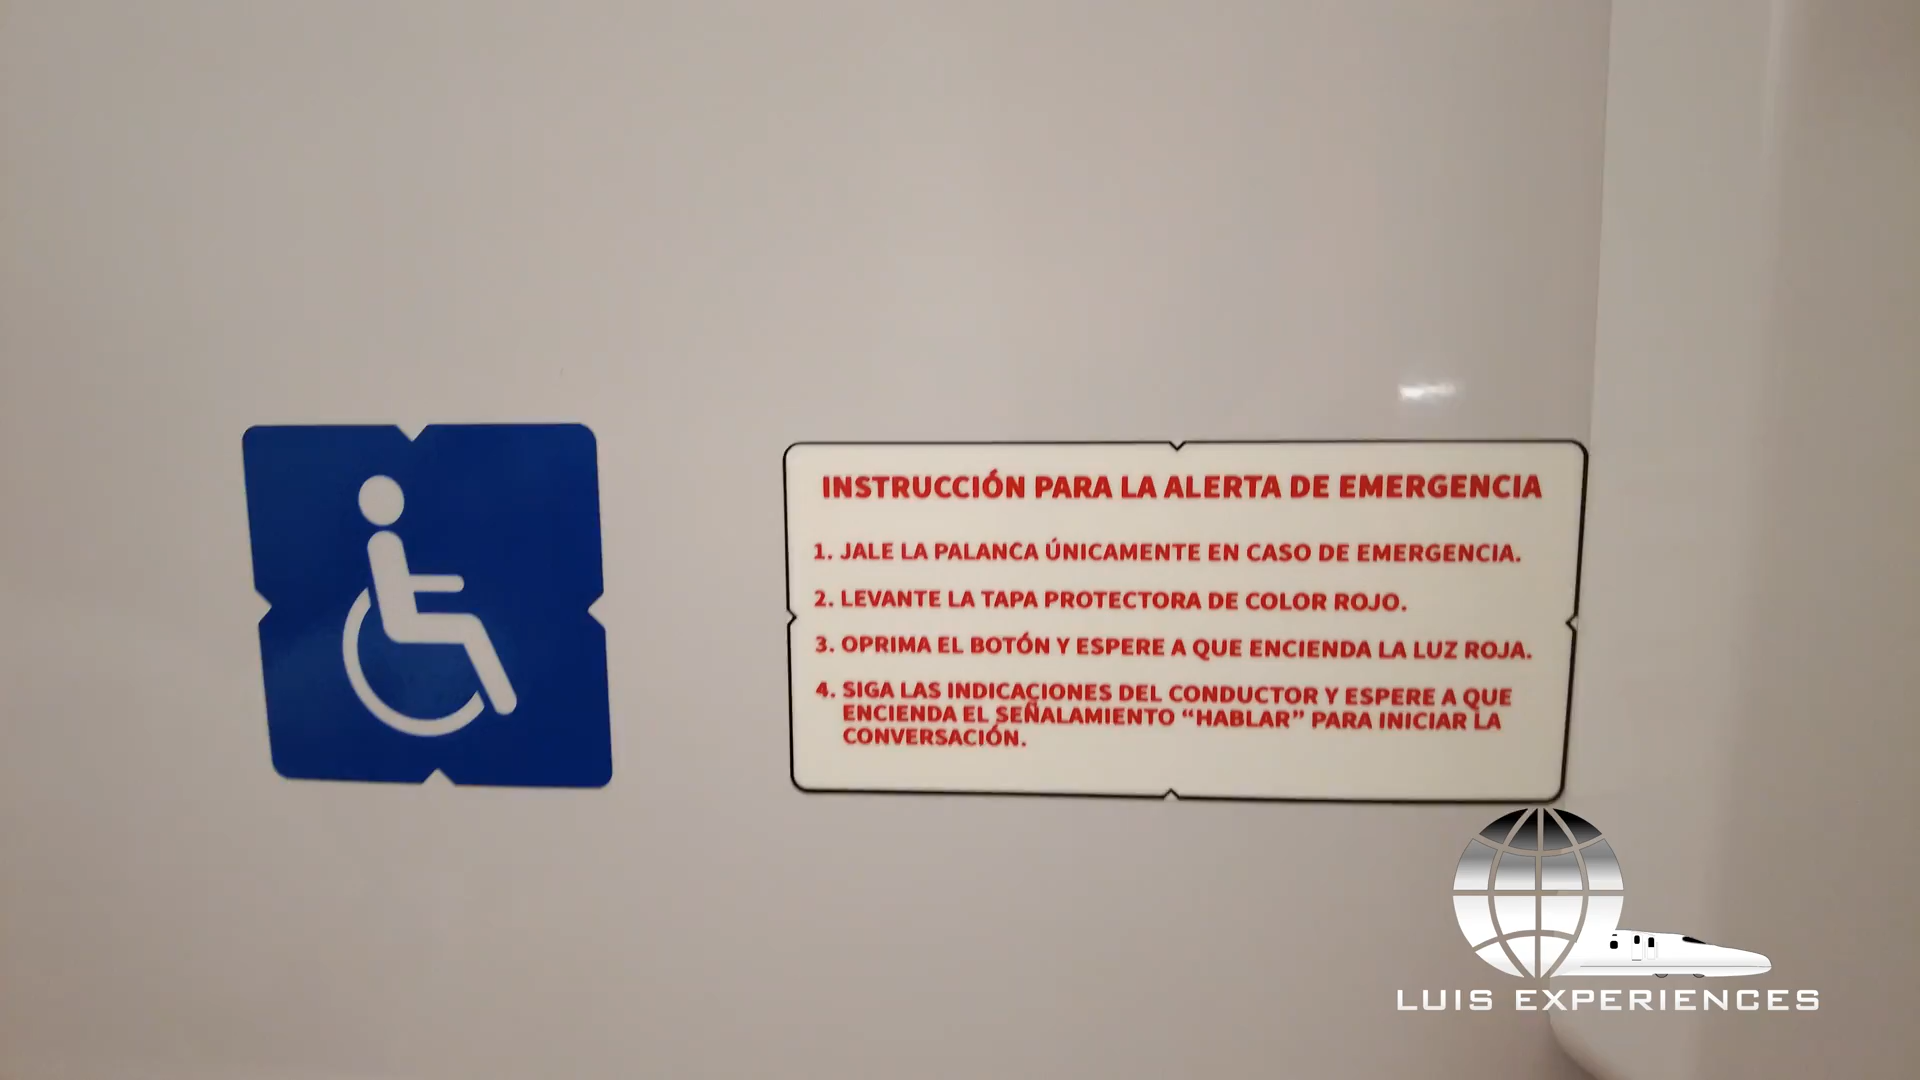 INSTRUCCIÓN PARA LA ALERTA DE EMERGENCIA
1. JALE LA PALANCA ÚNICAMENTE EN CASO DE EMERGENCIA.
2. LEVANTE LA TAPA PROTECTORA DE COLOR ROJO.
3. OPRIMA EL BOTÓN Y ESPERE A QUE ENCIENDA LA LUZ ROJA.
4. SIGA LAS INDICACIONES DEL CONDUCTOR Y ESPERE A QUE
ENCIENDA EL SEÑALAMIENTO “HABLAR” PARA INICIAR LA
CONVERSACIÓN.
LUIS EXPERIENCES